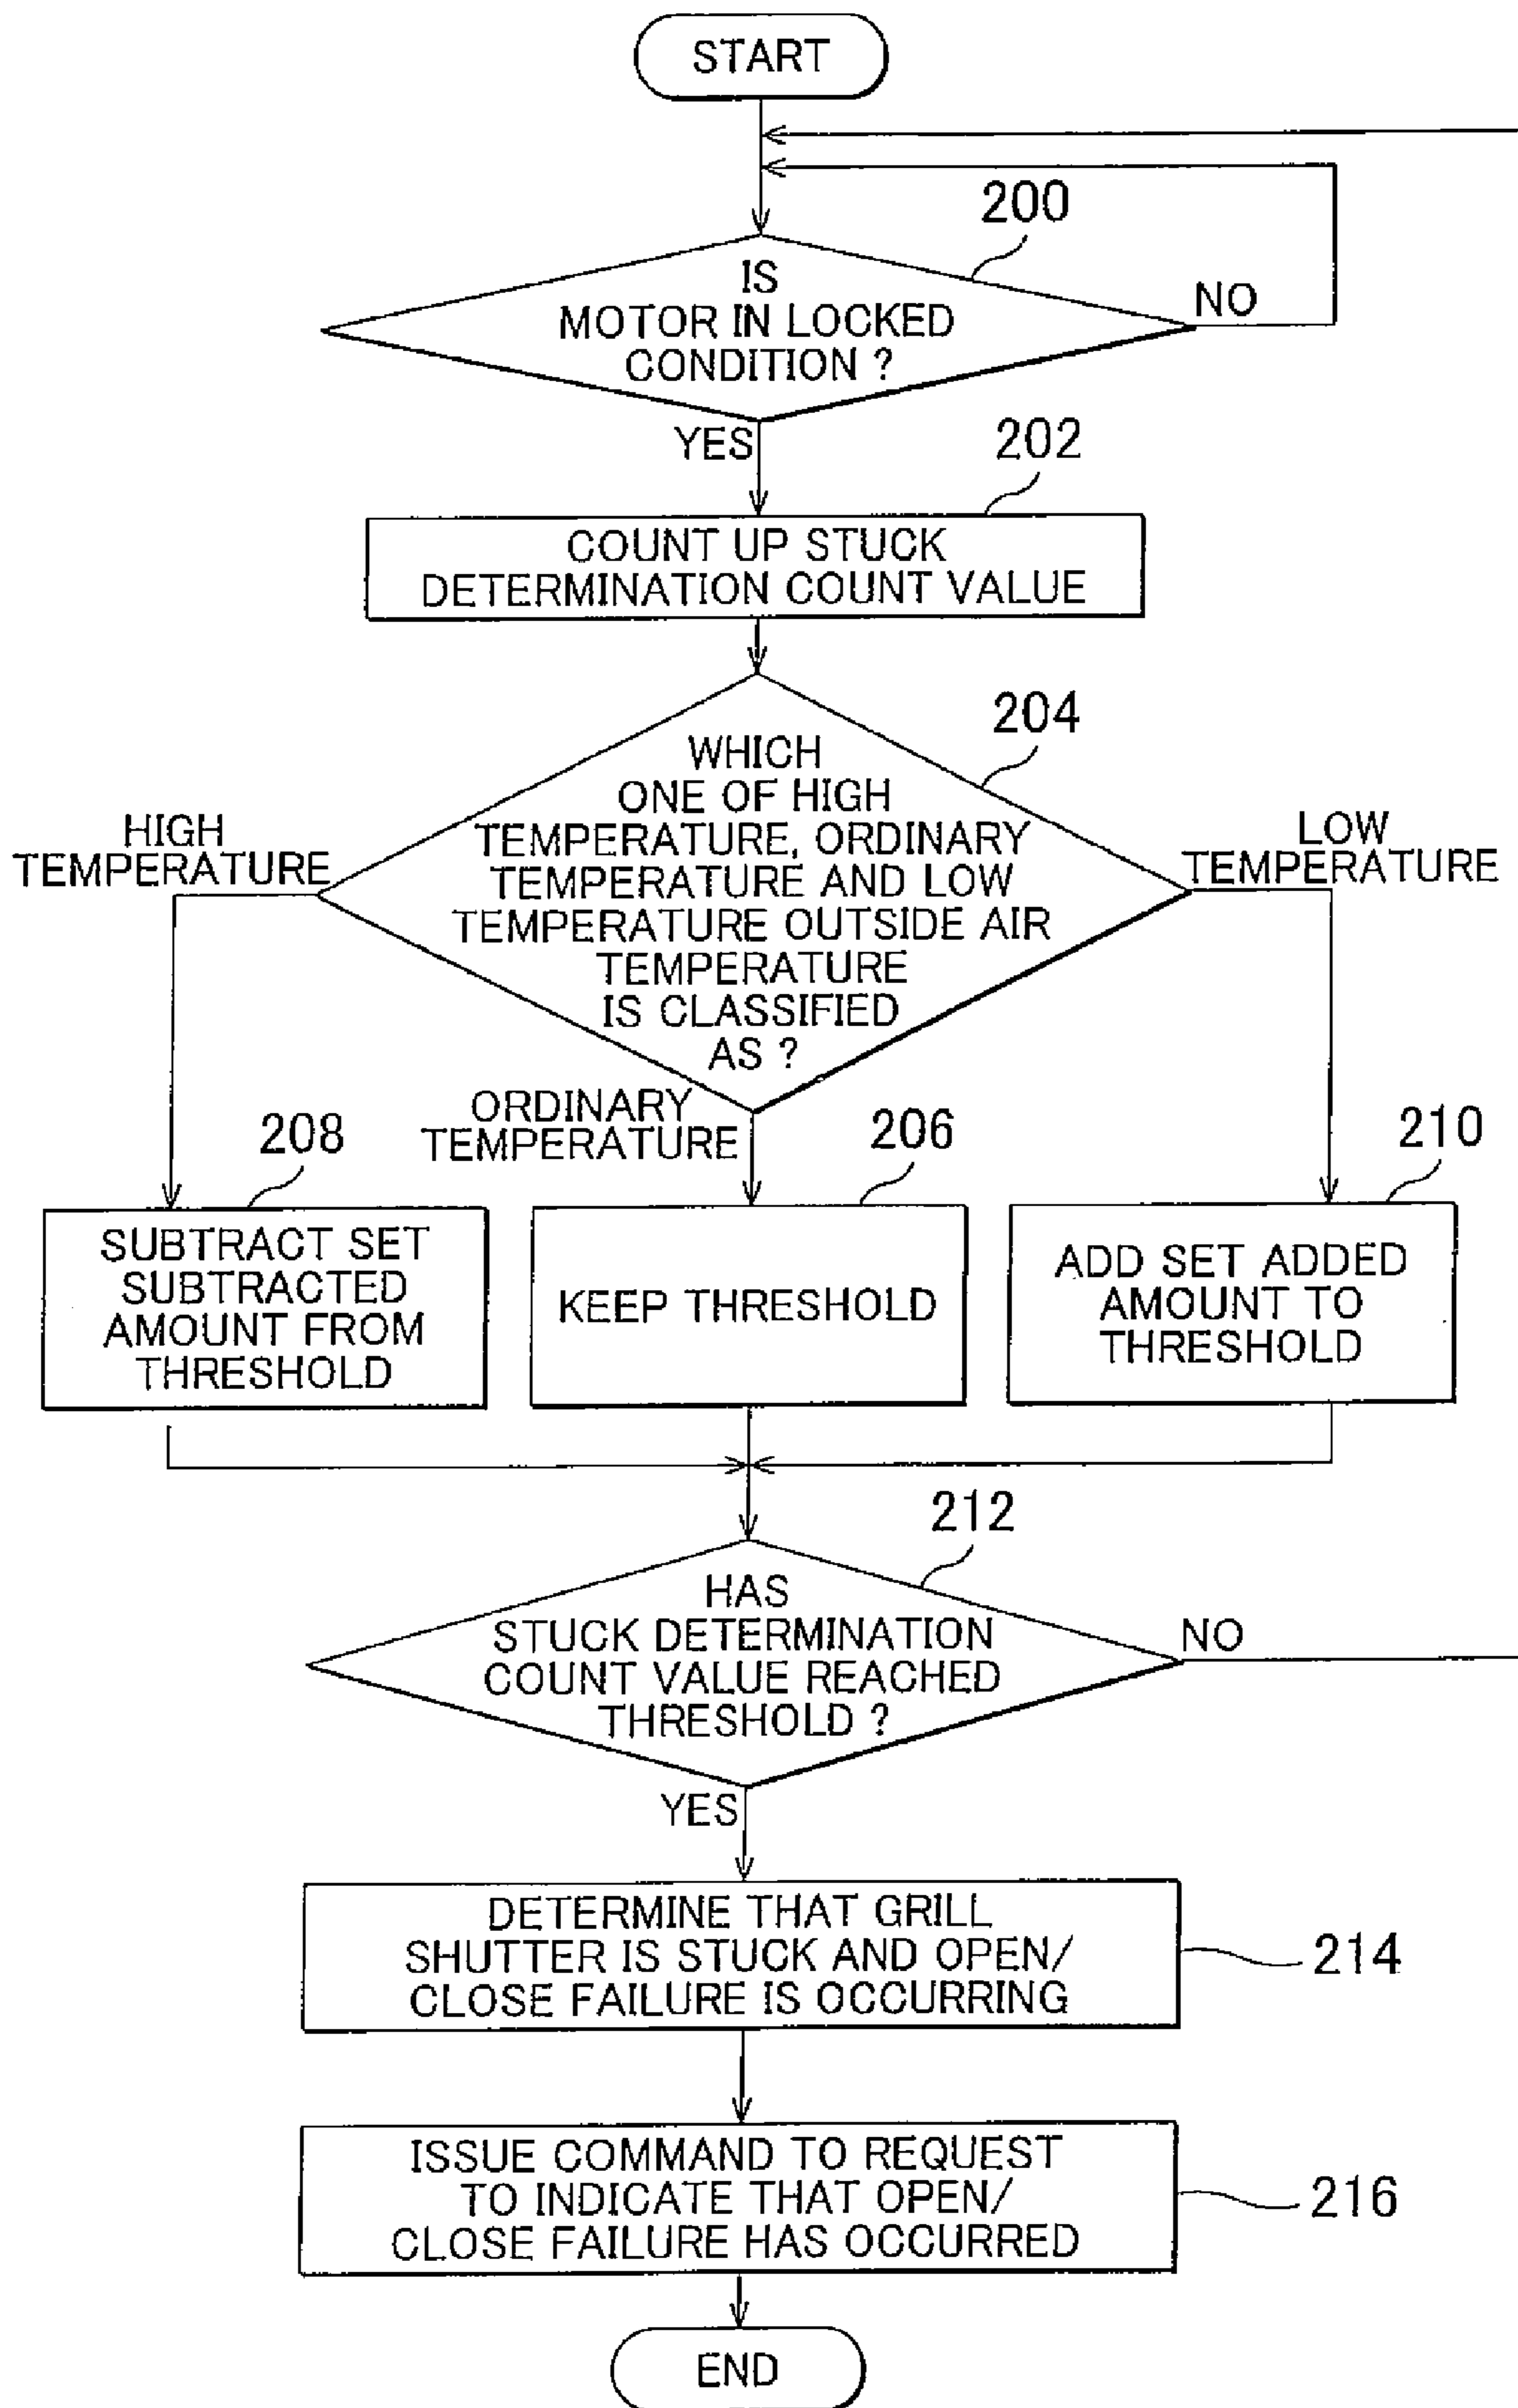 START
200
IS
MOTOR IN LOCKED
CONDITION ?
NO
YES
202
COUNT UP STUCK
DETERMINATION COUNT VALUE
204
WHICH
ONE OF HIGH
TEMPERATURE, ORDINARY
TEMPERATURE AND LOW
TEMPERATURE OUTSIDE AIR
TEMPERATURE
IS CLASSIFIED
AS ?
HIGH
TEMPERATURE
LOW
TEMPERATURE
ORDINARY
TEMPERATURE
208
SUBTRACT SET
SUBTRACTED
AMOUNT FROM
THRESHOLD
206
KEEP THRESHOLD
210
ADD SET ADDED
AMOUNT TO
THRESHOLD
212
HAS
STUCK DETERMINATION
COUNT VALUE REACHED
THRESHOLD ?
NO
YES
DETERMINE THAT GRILL
SHUTTER IS STUCK AND OPEN/
CLOSE FAILURE IS OCCURRING
214
ISSUE COMMAND TO REQUEST
TO INDICATE THAT OPEN/
CLOSE FAILURE HAS OCCURRED
216
END